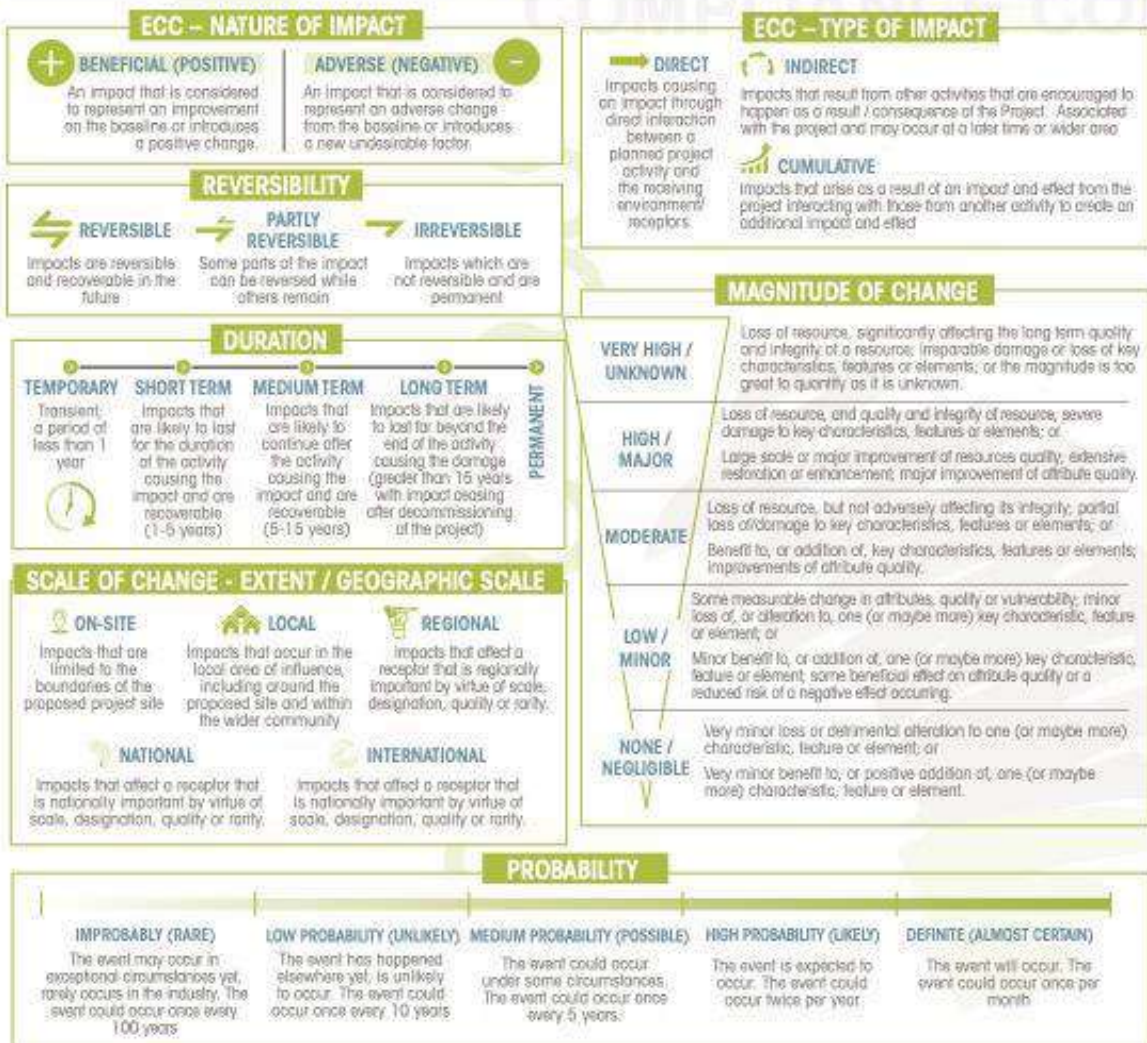 COMPLIANCE CO
ECC – NATURE OF IMPACT
BENEFICIAL (POSITIVE)
An impact that is considered
to represent an improvement
on the baseline or introduces
a positive change.
ADVERSE (NEGATIVE)
An impact that is considered to
represent an adverse change
from the baseline or introduces
a new undesirable factor.
REVERSIBILITY
REVERSIBLE
Impacts are reversible
and recoverable in the
future
PARTLY
REVERSIBLE
Some parts of the impact
can be reversed while
others remain
IRREVERSIBLE
Impacts which are
not reversible and are
permanent
DURATION
TEMPORARY
Transient;
a period of
less than 1
year
SHORT TERM
Impacts that
are likely to last
for the duration
of the activity
causing the
impact and are
recoverable
(1-5 years)
MEDIUM TERM
Impacts that
are likely to
continue after
the activity
causing the
impact and are
recoverable
(5-15 years)
LONG TERM
Impacts that are likely
to last far beyond the
end of the activity
causing the damage
(greater than 15 years
with impact ceasing
after decommissioning
of the project)
PERMANENT
SCALE OF CHANGE - EXTENT / GEOGRAPHIC SCALE
ON-SITE
Impacts that are
limited to the
boundaries of the
proposed project site
LOCAL
Impacts that occur in the
local area of influence,
including around the
proposed site and within
the wider community
REGIONAL
Impacts that affect a
receptor that is regionally
important by virtue of scale,
designation, quality or rarity.
NATIONAL
Impacts that affect a receptor that
is nationally important by virtue of
scale, designation, quality or rarity.
INTERNATIONAL
Impacts that affect a receptor that
is nationally important by virtue of
scale, designation, quality or rarity.
ECC – TYPE OF IMPACT
DIRECT
Impacts causing
an impact through
direct interaction
between a
planned project
activity and
the receiving
environment/
receptors.
INDIRECT
Impacts that result from other activities that are encouraged to
happen as a result / consequence of the Project. Associated
with the project and may occur at a later time or wider area
CUMULATIVE
Impacts that arise as a result of an impact and effect from the
project interacting with those from another activity to create an
additional impact and effect
MAGNITUDE OF CHANGE
VERY HIGH /
UNKNOWN
Loss of resource, significantly affecting the long term quality
and integrity of a resource; irreparable damage or loss of key
characteristics, features or elements; or the magnitude is too
great to quantify as it is unknown.
HIGH /
MAJOR
Loss of resource, and quality and integrity of resource; severe
damage to key characteristics, features or elements; or
Large scale or major improvement of resources quality; extensive
restoration or enhancement; major improvement of attribute quality.
MODERATE
Loss of resource, but not adversely affecting its integrity; partial
loss of/damage to key characteristics, features or elements; or
Benefit to, or addition of, key characteristics, features or elements;
improvements of attribute quality.
LOW /
MINOR
Some measurable change in attributes, quality or vulnerability; minor
loss of, or alteration to, one (or maybe more) key characteristic, feature
or element; or
Minor benefit to, or addition of, one (or maybe more) key characteristic,
feature or element; some beneficial effect on attribute quality or a
reduced risk of a negative effect occurring.
NONE /
NEGLIGIBLE
Very minor loss or detrimental alteration to one (or maybe more)
characteristic, feature or element; or
Very minor benefit to, or positive addition of, one (or maybe
more) characteristic, feature or element.
PROBABILITY
IMPROBABLY (RARE)
The event may occur in
exceptional circumstances yet,
rarely occurs in the industry. The
event could occur once every
100 years
LOW PROBABILITY (UNLIKELY)
The event has happened
elsewhere yet, is unlikely
to occur. The event could
occur once every 10 years
MEDIUM PROBABILITY (POSSIBLE)
The event could occur
under some circumstances.
The event could occur once
every 5 years.
HIGH PROBABILITY (LIKELY)
The event is expected to
occur. The event could
occur twice per year
DEFINITE (ALMOST CERTAIN)
The event will occur. The
event could occur once per
month